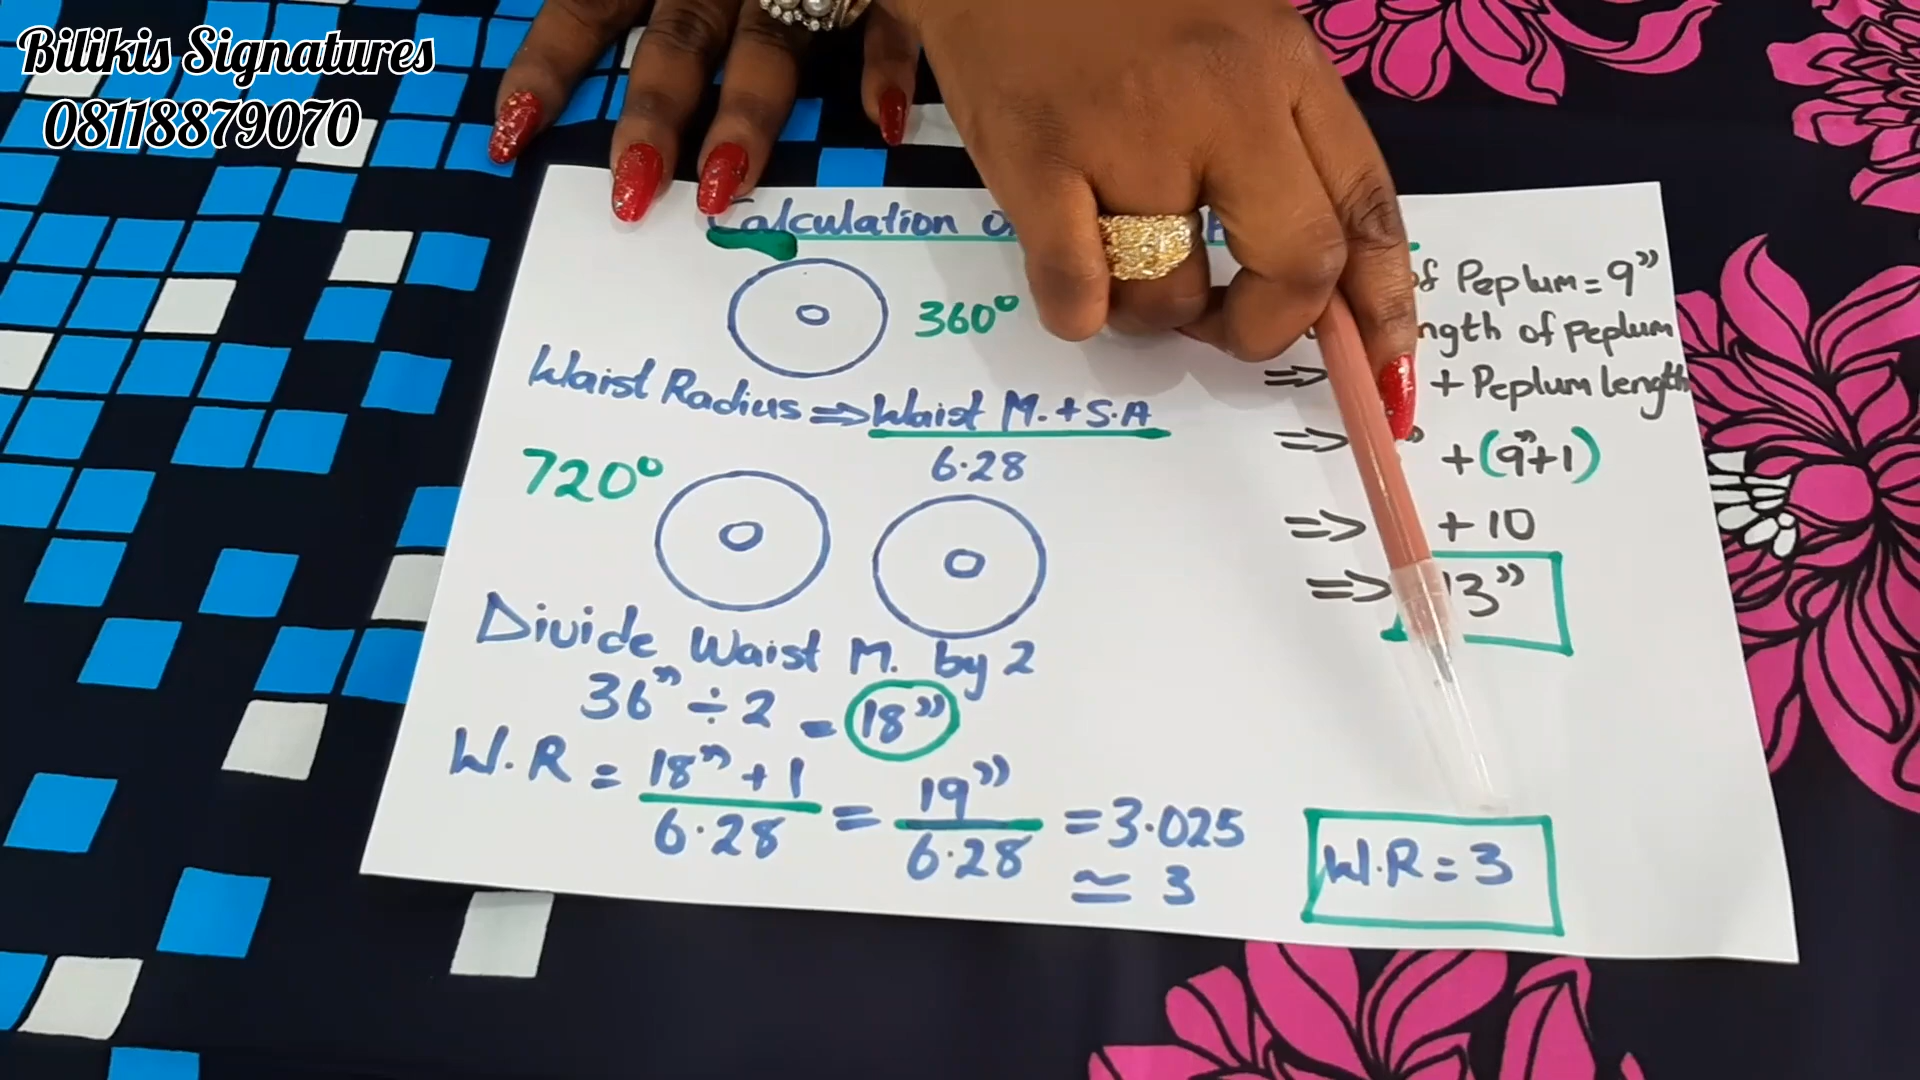 Bilikis Signatures
08118879070
Calculation
360°
Waist Radius => Waist M. + S.A
6.28
720°
Divide Waist M. by 2
36" ÷ 2 = 18"
W.R = 18" + 1 = 19" = 3.025
6.28 6.28 ≃ 3
of Peplum = 9"
of peplum
=> + Peplum length
=> + (9"+1)
=> + 10
=> 13"
W.R = 3